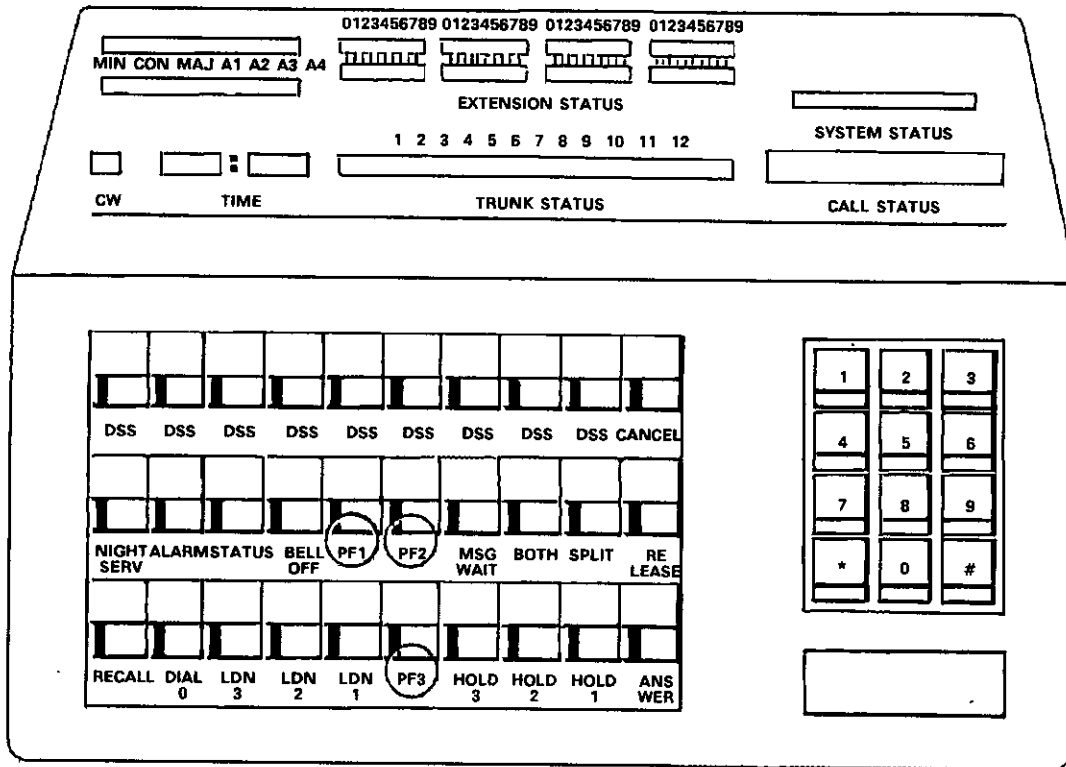 0123456789 0123456789 0123456789 0123456789
MIN CON MAJ A1 A2 A3 A4
EXTENSION STATUS
SYSTEM STATUS
1 2 3 4 5 6 7 8 9 10 11 12
CW TIME TRUNK STATUS CALL STATUS
DSS DSS DSS DSS DSS DSS DSS DSS DSS CANCEL
NIGHT SERV ALARM STATUS BELL OFF PF1 PF2 MSG WAIT BOTH SPLIT RE LEASE
RECALL DIAL 0 LDN 3 LDN 2 LDN 1 PF3 HOLD 3 HOLD 2 HOLD 1 ANS WER
1 2 3
4 5 6
7 8 9
* 0 #